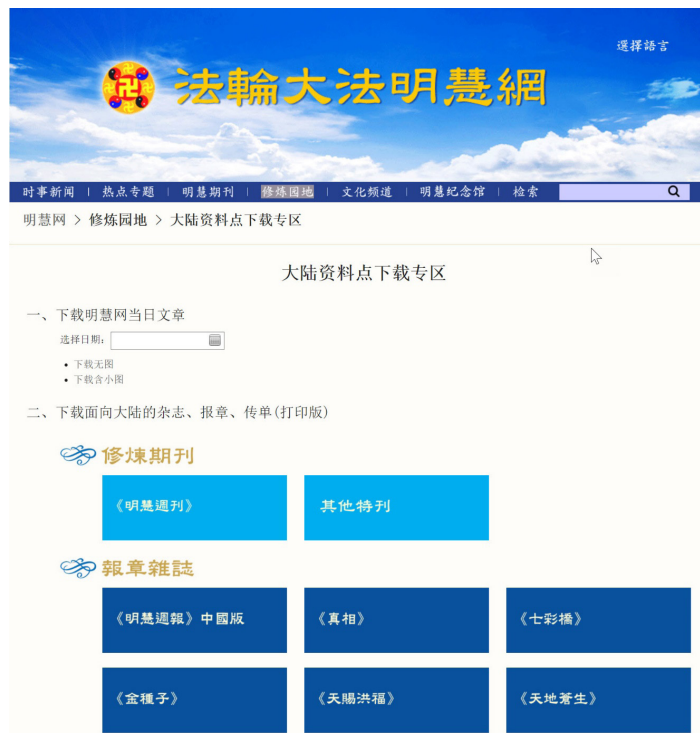 選擇語言
法輪大法明慧網
时事新闻 | 热点专题 | 明慧期刊 | 修炼园地 | 文化频道 | 明慧纪念馆 | 检索
明慧网 > 修炼园地 > 大陆资料点下载专区
大陆资料点下载专区
一、下载明慧网当日文章
选择日期:
• 下载无图
• 下载含小图
二、下载面向大陆的杂志、报章、传单(打印版)
修煉期刊
《明慧週刊》 其他特刊
報章雜誌
《明慧週報》中國版 《真相》 《七彩橋》
《金種子》 《天賜洪福》 《天地蒼生》